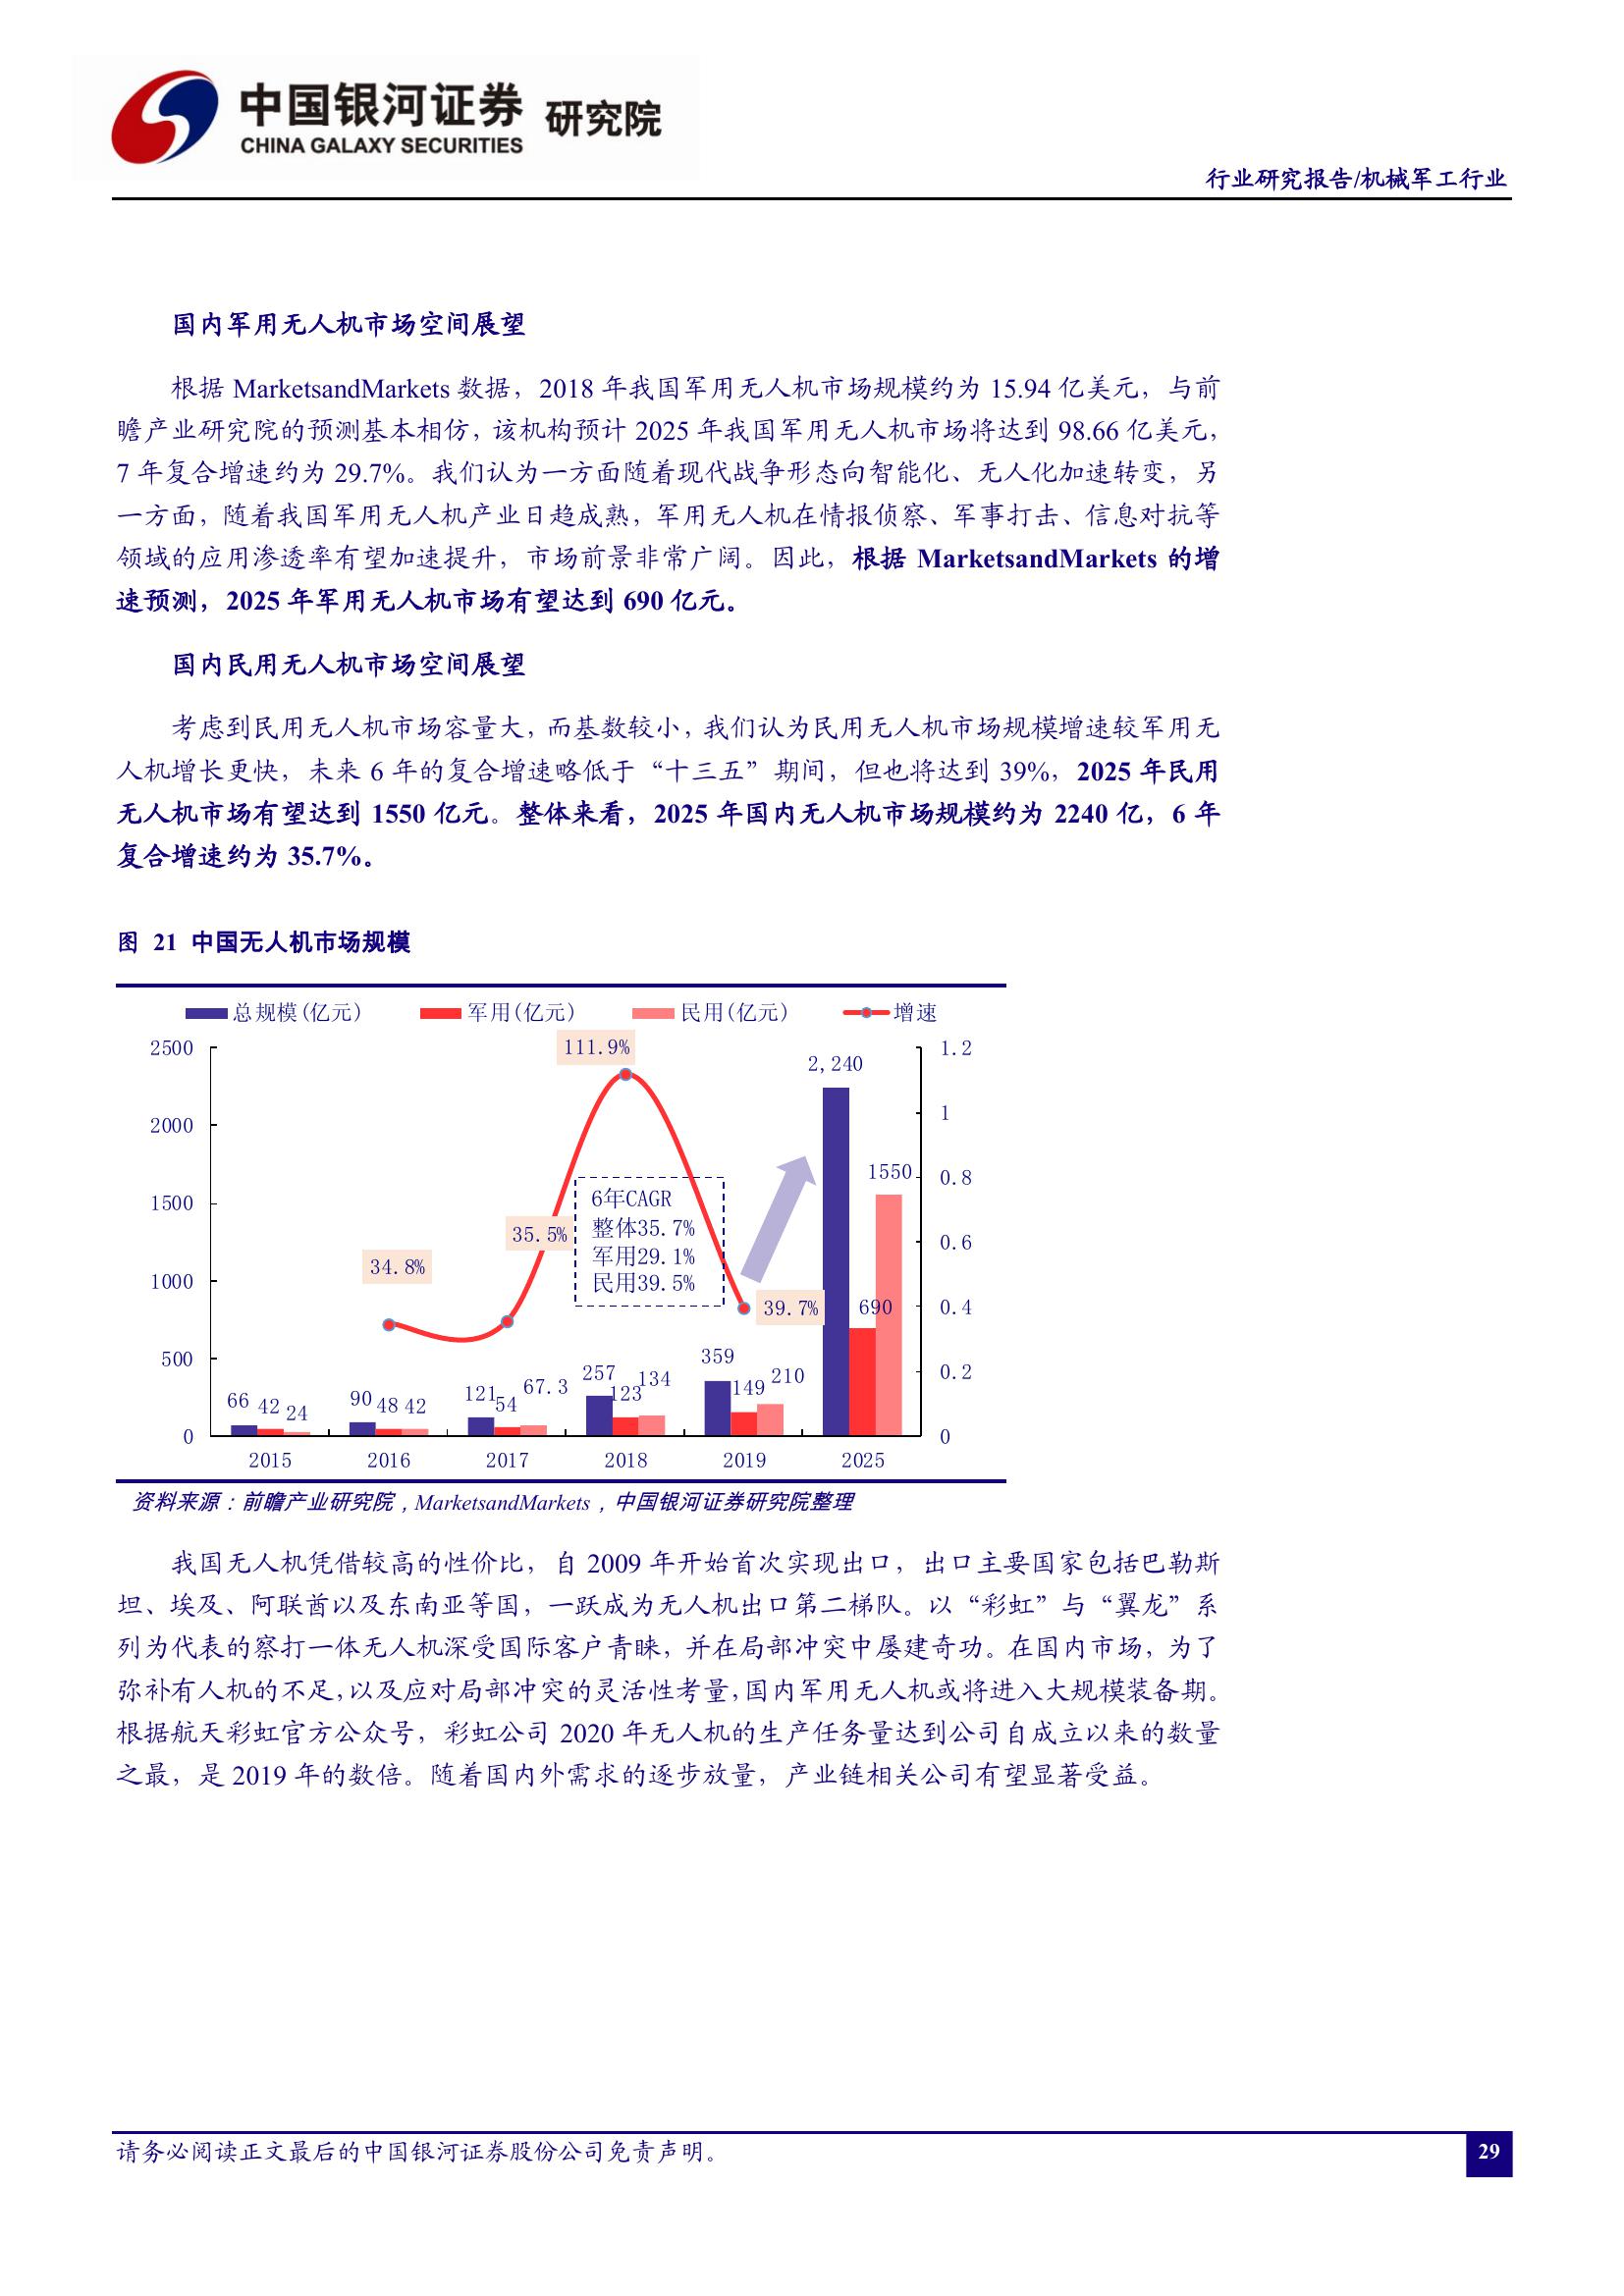 中国银河证券 研究院
CHINA GALAXY SECURITIES
行业研究报告/机械军工行业
国内军用无人机市场空间展望
根据 MarketsandMarkets 数据，2018 年我国军用无人机市场规模约为 15.94 亿美元，与前
瞻产业研究院的预测基本相仿，该机构预计 2025 年我国军用无人机市场将达到 98.66 亿美元，
7 年复合增速约为 29.7%。我们认为一方面随着现代战争形态向智能化、无人化加速转变，另
一方面，随着我国军用无人机产业日趋成熟，军用无人机在情报侦察、军事打击、信息对抗等
领域的应用渗透率有望加速提升，市场前景非常广阔。因此，根据 MarketsandMarkets 的增
速预测，2025 年军用无人机市场有望达到 690 亿元。
国内民用无人机市场空间展望
考虑到民用无人机市场容量大，而基数较小，我们认为民用无人机市场规模增速较军用无
人机增长更快，未来 6 年的复合增速略低于“十三五”期间，但也将达到 39%，2025 年民用
无人机市场有望达到 1550 亿元。整体来看，2025 年国内无人机市场规模约为 2240 亿，6 年
复合增速约为 35.7%。
图 21 中国无人机市场规模
总规模(亿元) 军用(亿元) 民用(亿元) 增速
2500
2000
1500
1000
500
0
1.2
1
0.8
0.6
0.4
0.2
0
34.8%
35.5%
111.9%
39.7%
6年CAGR
整体35.7%
军用29.1%
民用39.5%
66 42 24
90 48 42
121 54 67.3
257 123 134
359 149 210
2,240 690 1550
2015 2016 2017 2018 2019 2025
资料来源：前瞻产业研究院，MarketsandMarkets，中国银河证券研究院整理
我国无人机凭借较高的性价比，自 2009 年开始首次实现出口，出口主要国家包括巴勒斯
坦、埃及、阿联酋以及东南亚等国，一跃成为无人机出口第二梯队。以“彩虹”与“翼龙”系
列为代表的察打一体无人机深受国际客户青睐，并在局部冲突中屡建奇功。在国内市场，为了
弥补有人机的不足，以及应对局部冲突的灵活性考量，国内军用无人机或将进入大规模装备期。
根据航天彩虹官方公众号，彩虹公司 2020 年无人机的生产任务量达到公司自成立以来的数量
之最，是 2019 年的数倍。随着国内外需求的逐步放量，产业链相关公司有望显著受益。
请务必阅读正文最后的中国银河证券股份公司免责声明。
29